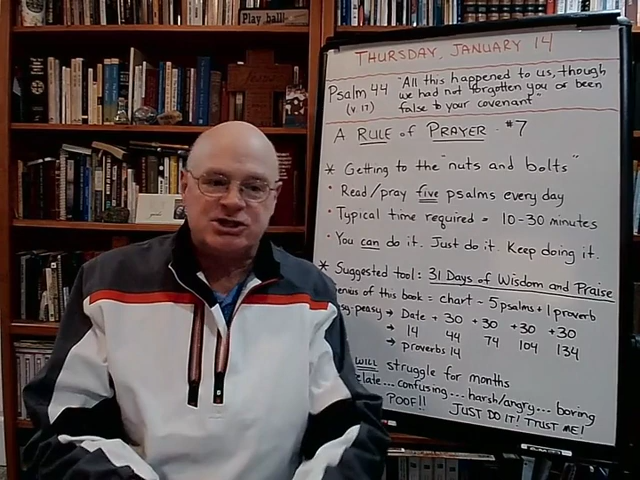 Play ball!
THURSDAY, JANUARY 14
Psalm 44 "All this happened to us, though
(v. 17) we had not forgotten you or been
false to your covenant"
A RULE of PRAYER - #7
* Getting to the "nuts and bolts"
• Read/pray five psalms every day
• Typical time required = 10-30 minutes
• You can do it. Just do it. Keep doing it.
* Suggested tool: 31 Days of Wisdom and Praise
of this book = chart - 5 psalms + 1 proverb
peasy → Date + 30 + 30 + 30 + 30
→ 14 44 74 104 134
→ proverbs 14
WILL struggle for months
... confusing... harsh/angry... boring
POOF!! JUST DO IT! TRUST ME!